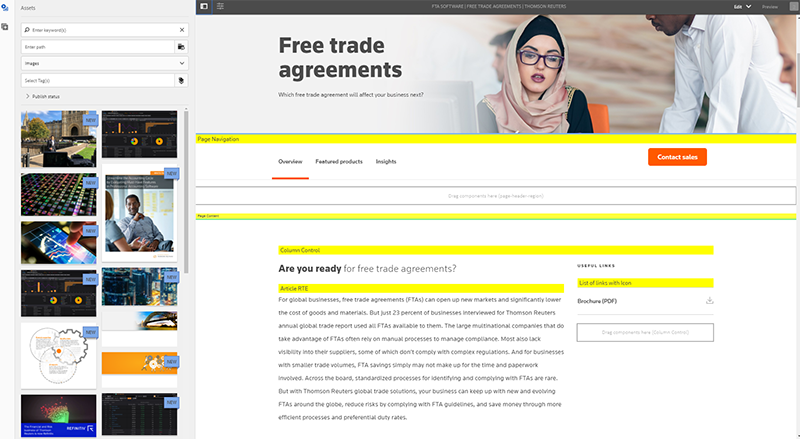 Assets
FTA SOFTWARE | FREE TRADE AGREEMENTS | THOMSON REUTERS
Edit
Preview
Enter keyword(s)
Enter path
Images
Select Tag(s)
Publish status
NEW
NEW
NEW
NEW
NEW
NEW
NEW
NEW
NEW
NEW
REFINITIV
Free trade
agreements
Which free trade agreement will affect your business next?
Page Navigation
Overview
Featured products
Insights
Contact sales
Drag components here (page-header-region)
Page Content
Column Control
Are you ready for free trade agreements?
Article RTE
For global businesses, free trade agreements (FTAs) can open up new markets and significantly lower
the cost of goods and materials. But just 23 percent of businesses interviewed for Thomson Reuters
annual global trade report used all FTAs available to them. The large multinational companies that do
take advantage of FTAs often rely on manual processes to manage compliance. Most also lack
visibility into their suppliers, some of which don't comply with complex regulations. And for businesses
with smaller trade volumes, FTA savings simply may not make up for the time and paperwork
involved. Across the board, standardized processes for identifying and complying with FTAs are rare.
But with Thomson Reuters global trade solutions, your business can keep up with new and evolving
FTAs around the globe, reduce risks by complying with FTA guidelines, and save money through more
efficient processes and preferential duty rates.
USEFUL LINKS
List of links with Icon
Brochure (PDF)
Drag components here (Column Control)